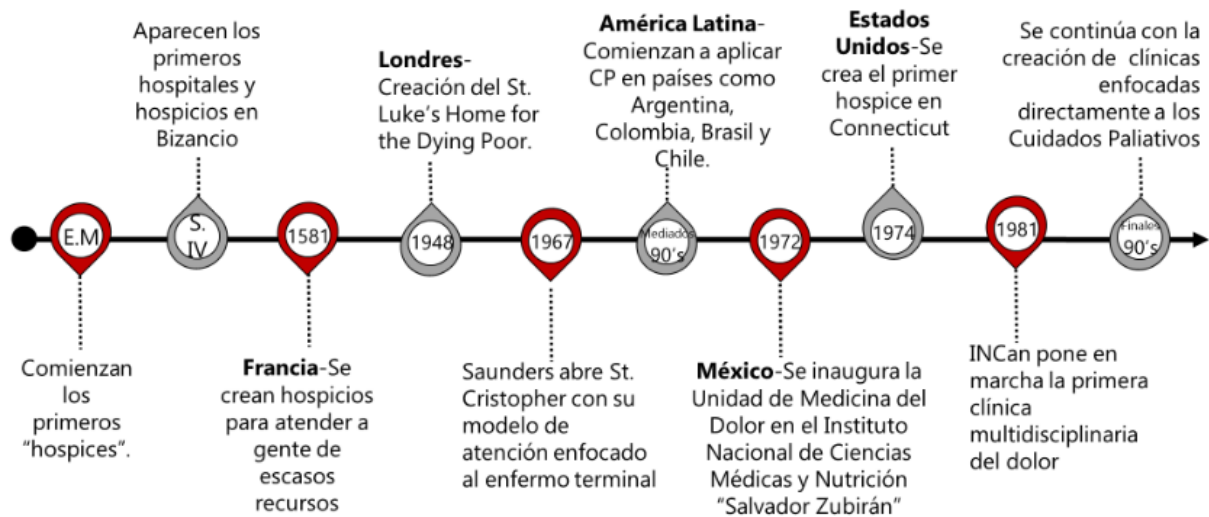 Aparecen los
primeros
hospitales y
hospicios en
Bizancio
Londres-
Creación del St.
Luke's Home for
the Dying Poor.
América Latina-
Comienzan a aplicar
CP en países como
Argentina,
Colombia, Brasil y
Chile.
Estados
Unidos-Se
crea el primer
hospice en
Connecticut
Se continúa con la
creación de clínicas
enfocadas
directamente a los
Cuidados Paliativos
E.M
S.
IV
1581
1948
1967
Mediados
90's
1972
1974
1981
Finales
90's
Comienzan
los
primeros
"hospices".
Francia-Se
crean hospicios
para atender a
gente de
escasos
recursos
Saunders abre St.
Cristopher con su
modelo de
atención enfocado
al enfermo terminal
México-Se inaugura la
Unidad de Medicina del
Dolor en el Instituto
Nacional de Ciencias
Médicas y Nutrición
"Salvador Zubirán"
INCan pone en
marcha la primera
clínica
multidisciplinaria
del dolor